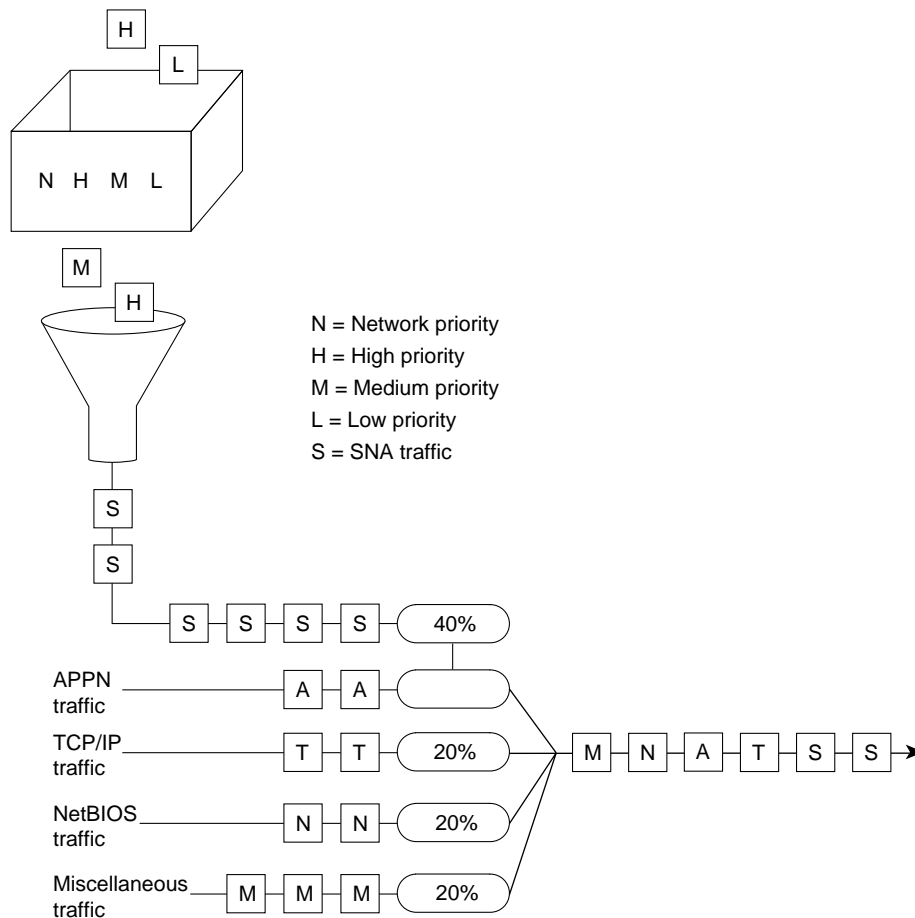 H
L
N H M L
M
H
N = Network priority
H = High priority
M = Medium priority
L = Low priority
S = SNA traffic
S
S
S S S S 40%
APPN
traffic
A A
TCP/IP
traffic
T T 20%
M N A T S S
NetBIOS
traffic
N N 20%
Miscellaneous
traffic
M M M 20%